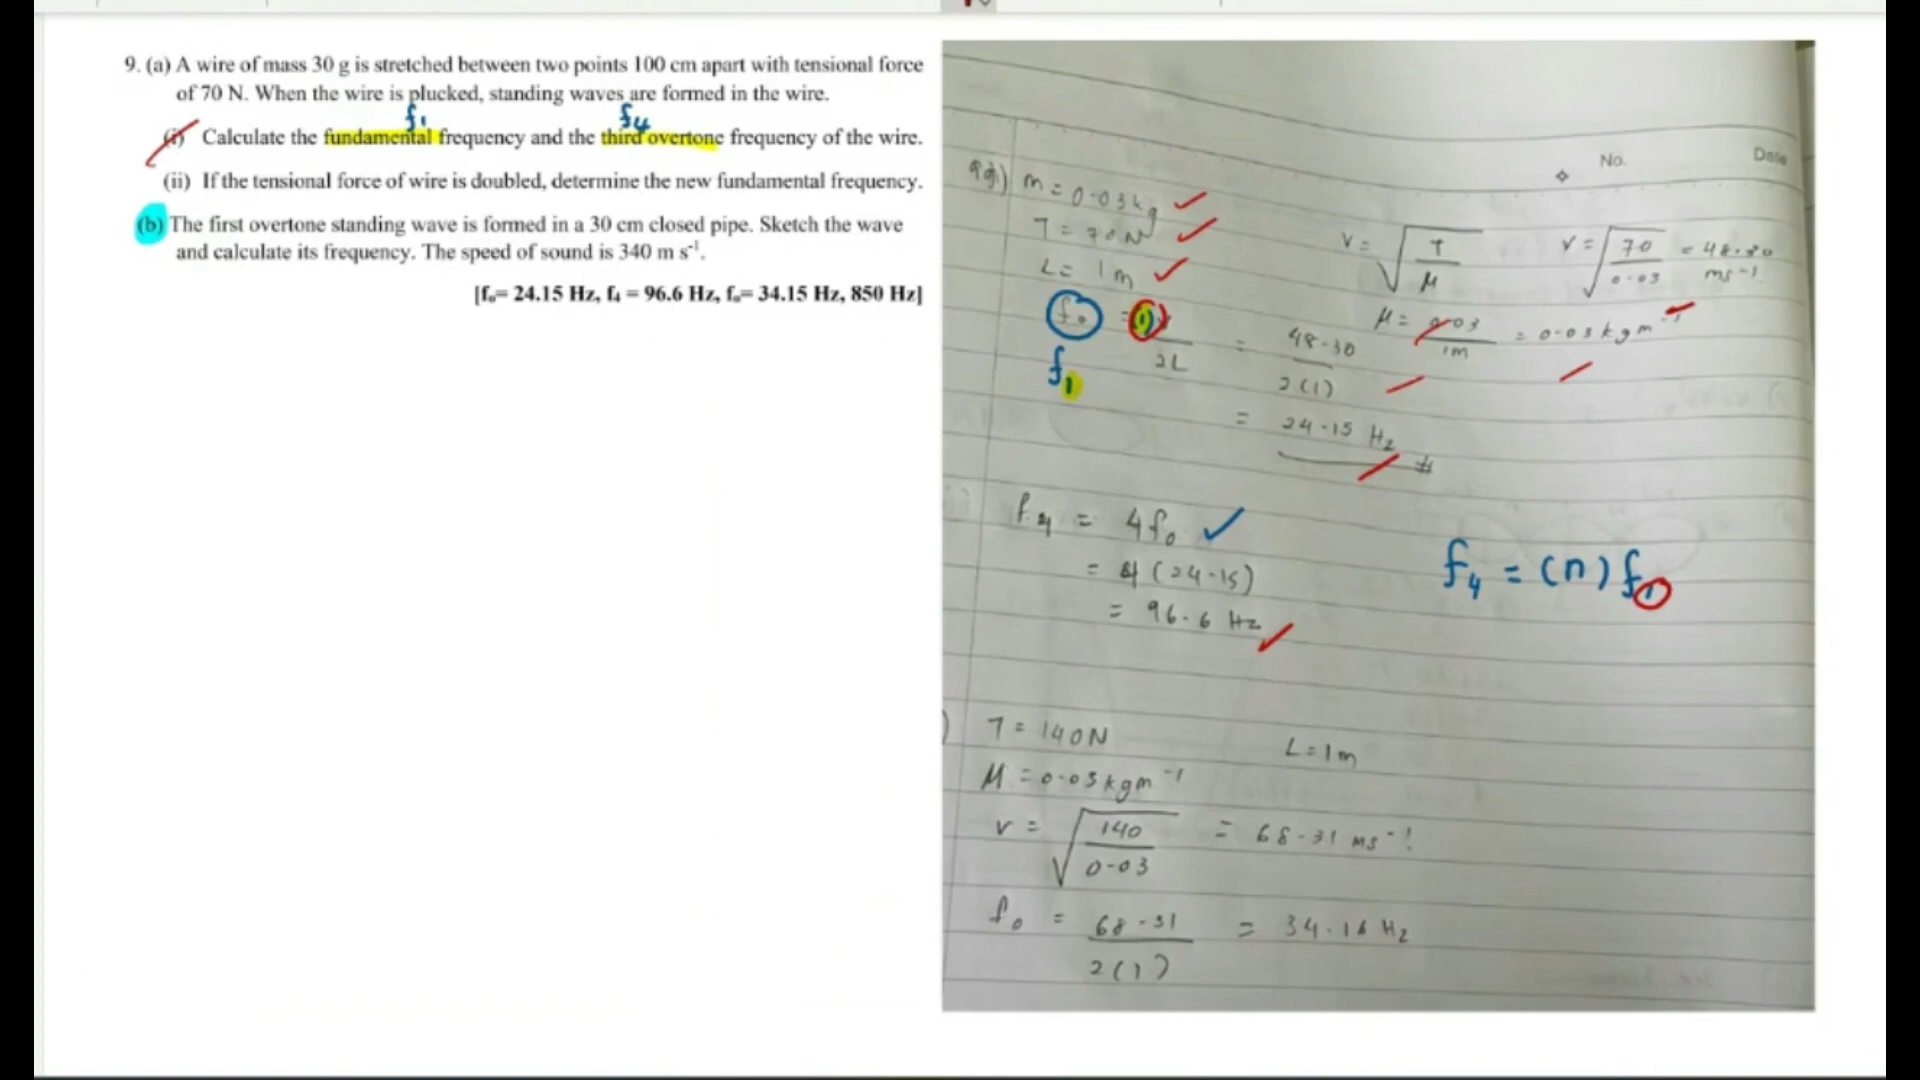 9. (a) A wire of mass 30 g is stretched between two points 100 cm apart with tensional force
of 70 N. When the wire is plucked, standing waves are formed in the wire.
f1 f4
(i) Calculate the fundamental frequency and the third overtone frequency of the wire.
(ii) If the tensional force of wire is doubled, determine the new fundamental frequency.
(b) The first overtone standing wave is formed in a 30 cm closed pipe. Sketch the wave
and calculate its frequency. The speed of sound is 340 m s⁻¹.
[fₒ= 24.15 Hz, f₄ = 96.6 Hz, fₒ= 34.15 Hz, 850 Hz]
No. Date
m = 0.03kg
T = 70N
L = 1m
v = √(T/μ) v = √(70/0.03) = 48.30 ms⁻¹
μ = 0.03/1m = 0.03 kgm⁻¹
f₀ = (1)v/2L = 48.30/2(1)
f1
= 24.15 Hz #
f4 = 4f₀
= 4 (24.15)
= 96.6 Hz
f4 = (n) f1
T = 140N L = 1m
μ = 0.03kgm⁻¹
v = √(140/0.03) = 68.31 ms⁻¹
f₀ = 68.31/2(1) = 34.16 Hz